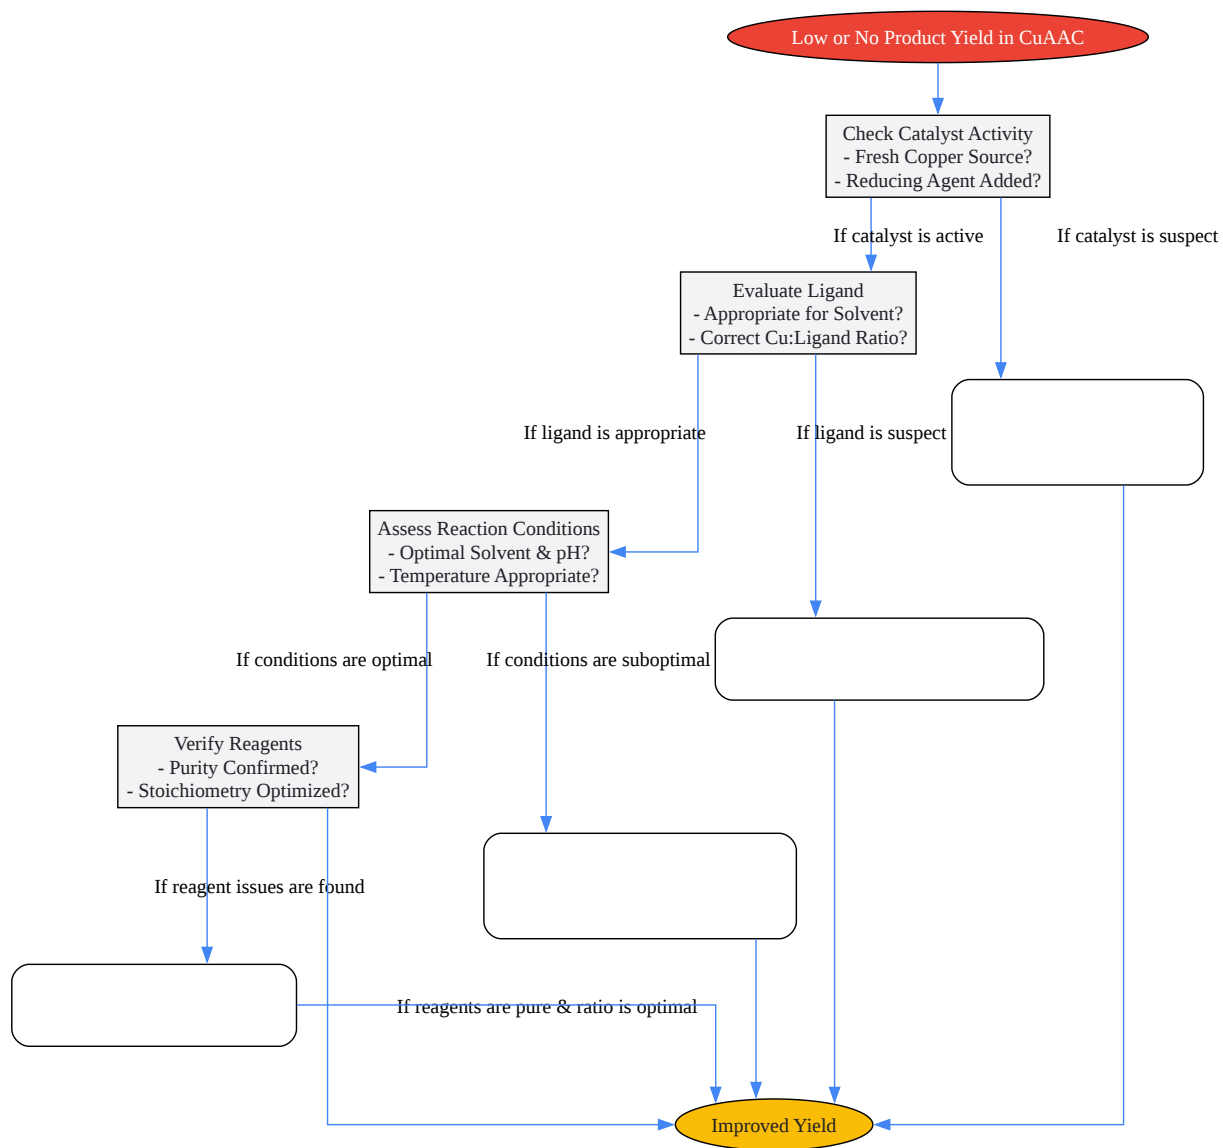 Low or No Product Yield in CuAAC
Check Catalyst Activity
- Fresh Copper Source?
- Reducing Agent Added?
If catalyst is active
If catalyst is suspect
Evaluate Ligand
- Appropriate for Solvent?
- Correct Cu:Ligand Ratio?
If ligand is appropriate
If ligand is suspect
Assess Reaction Conditions
- Optimal Solvent & pH?
- Temperature Appropriate?
If conditions are optimal
If conditions are suboptimal
Verify Reagents
- Purity Confirmed?
- Stoichiometry Optimized?
If reagent issues are found
If reagents are pure & ratio is optimal
Improved Yield